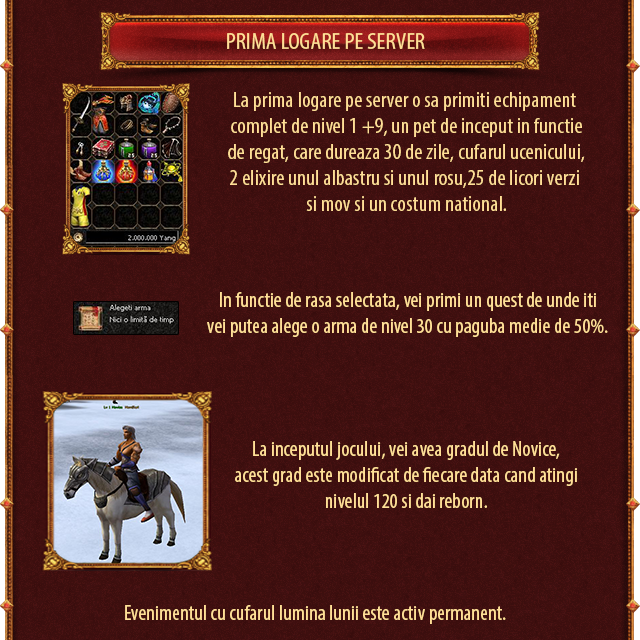 PRIMA LOGARE PE SERVER
La prima logare pe server o sa primiti echipament
complet de nivel 1 +9, un pet de inceput in functie
de regat, care dureaza 30 de zile, cufarul ucenicului,
2 elixire unul albastru si unul rosu,25 de licori verzi
si mov si un costum national.
25
25
2.000.000 Yang
Alegeti arma
Nici o limită de timp
In functie de rasa selectata, vei primi un quest de unde iti
vei putea alege o arma de nivel 30 cu paguba medie de 50%.
La inceputul jocului, vei avea gradul de Novice,
acest grad este modificat de fiecare data cand atingi
nivelul 120 si dai reborn.
Evenimentul cu cufarul lumina lunii este activ permanent.